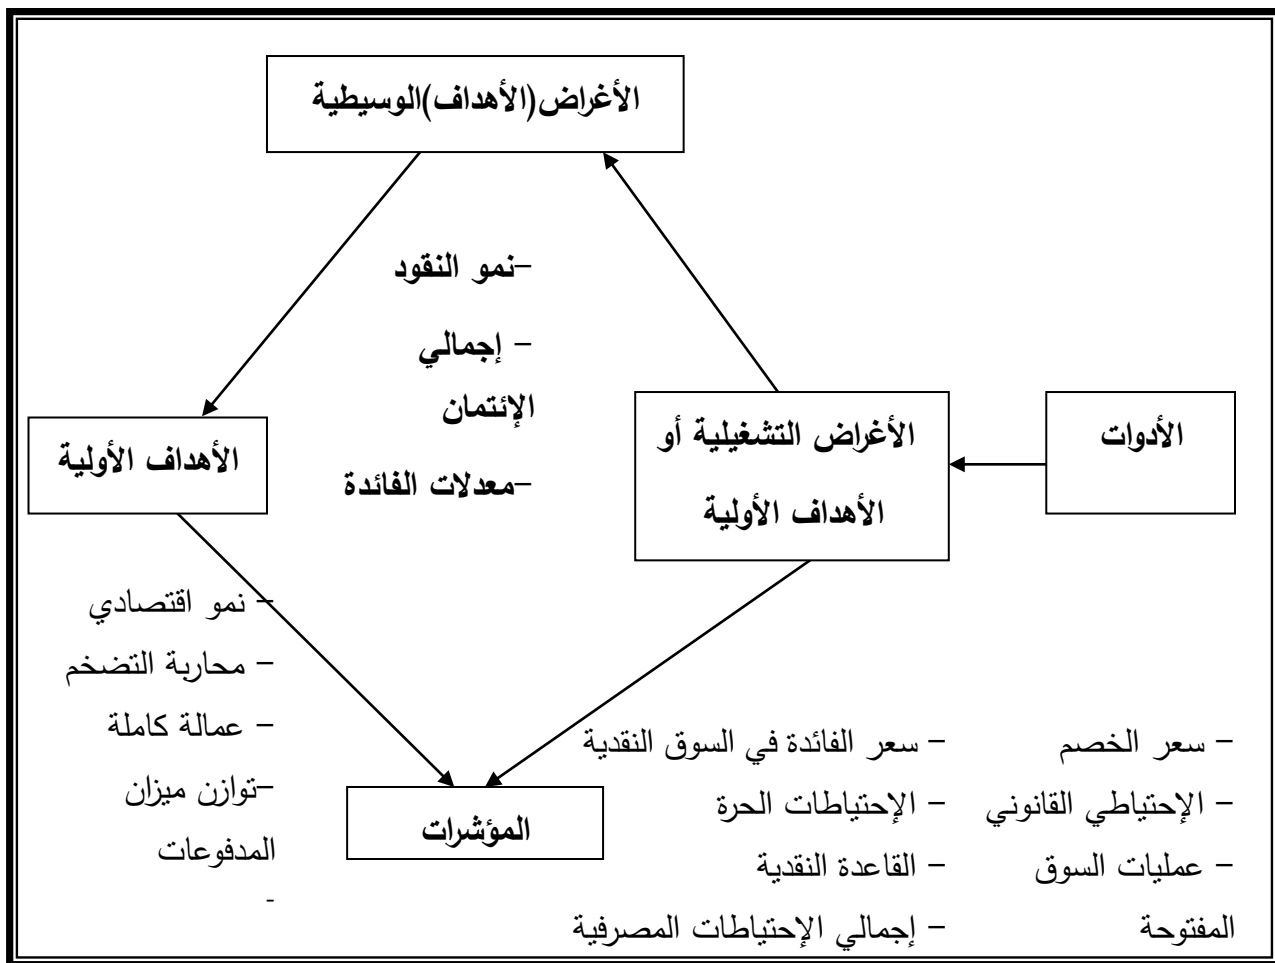 الأغراض(الأهداف)الوسيطية
–نمو النقود
– إجمالي
الإئتمان
–معدلات الفائدة
الأدوات
الأغراض التشغيلية أو
الأهداف الأولية
الأهداف الأولية
– سعر الخصم
– الإحتياطي القانوني
– عمليات السوق
المفتوحة
– سعر الفائدة في السوق النقدية
– الإحتياطات الحرة
– القاعدة النقدية
– إجمالي الإحتياطات المصرفية
– نمو اقتصادي
– محاربة التضخم
– عمالة كاملة
–توازن ميزان
المدفوعات
-
المؤشرات